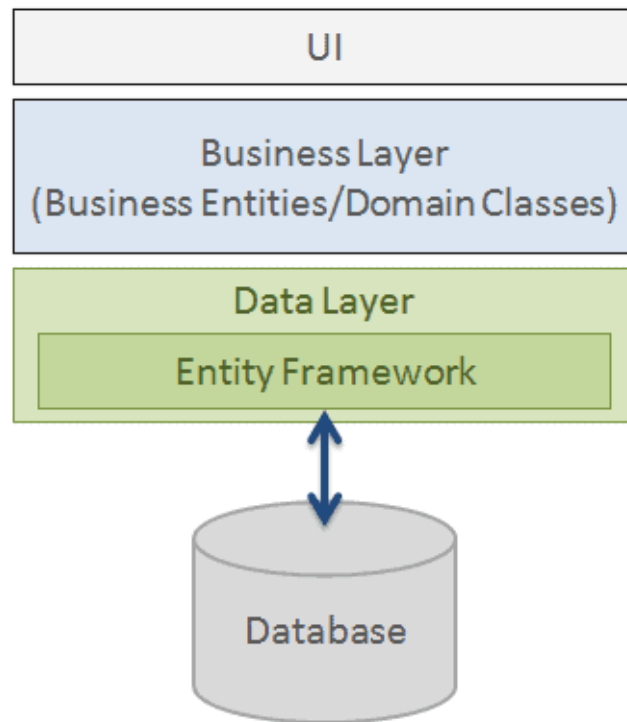 UI
Business Layer
(Business Entities/Domain Classes)
Data Layer
Entity Framework
Database